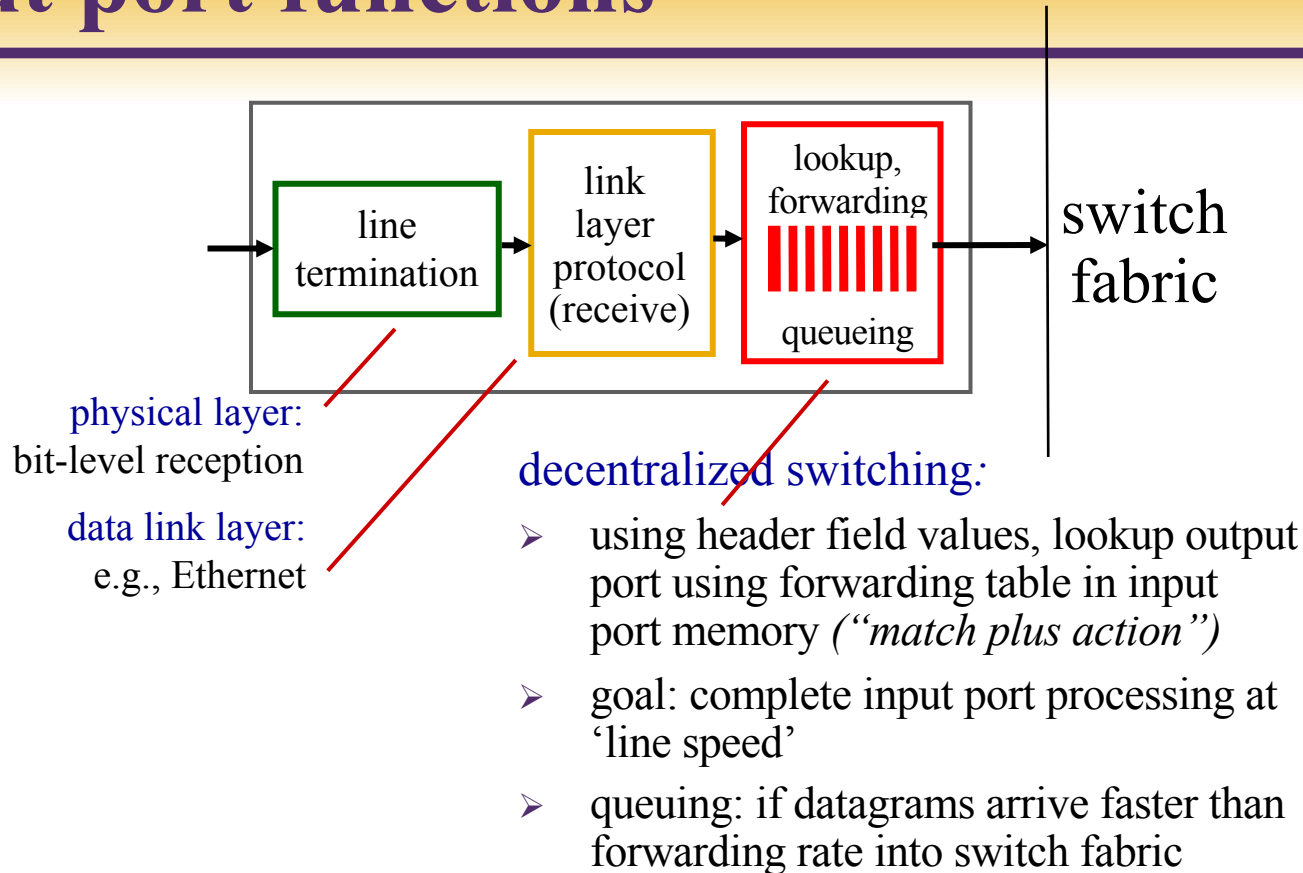 port functions
line
termination
link
layer
protocol
(receive)
lookup,
forwarding
queueing
switch
fabric
physical layer:
bit-level reception
data link layer:
e.g., Ethernet
decentralized switching:
➢ using header field values, lookup output
port using forwarding table in input
port memory (“match plus action”)
➢ goal: complete input port processing at
‘line speed’
➢ queuing: if datagrams arrive faster than
forwarding rate into switch fabric